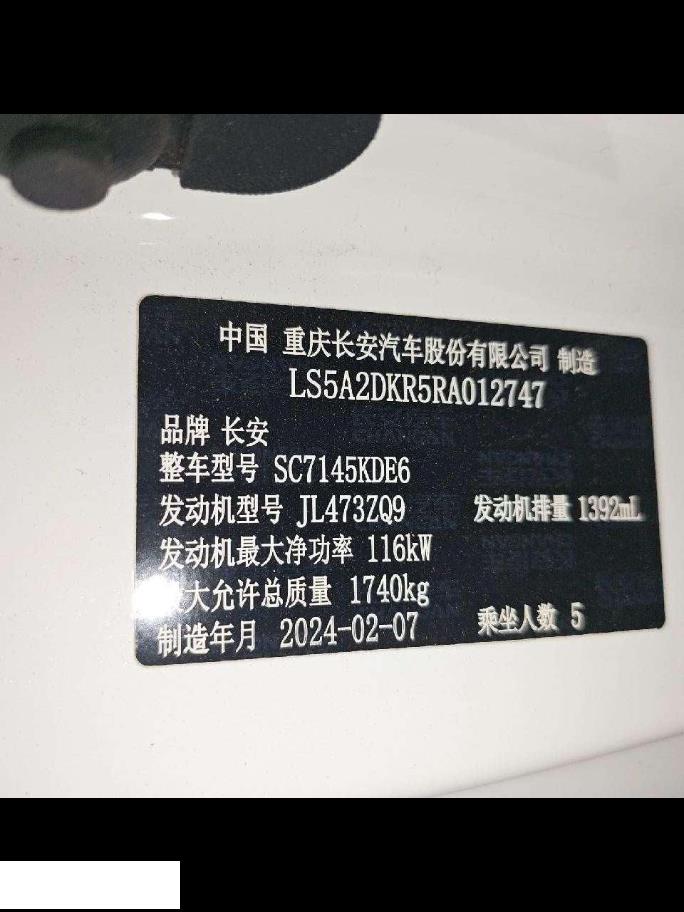 中国 重庆长安汽车股份有限公司 制造
LS5A2DKR5RA012747
品牌 长安
整车型号 SC7145KDE6
发动机型号 JL473ZQ9 发动机排量 1392mL
发动机最大净功率 116kW
大允许总质量 1740kg
制造年月 2024-02-07 乘坐人数 5